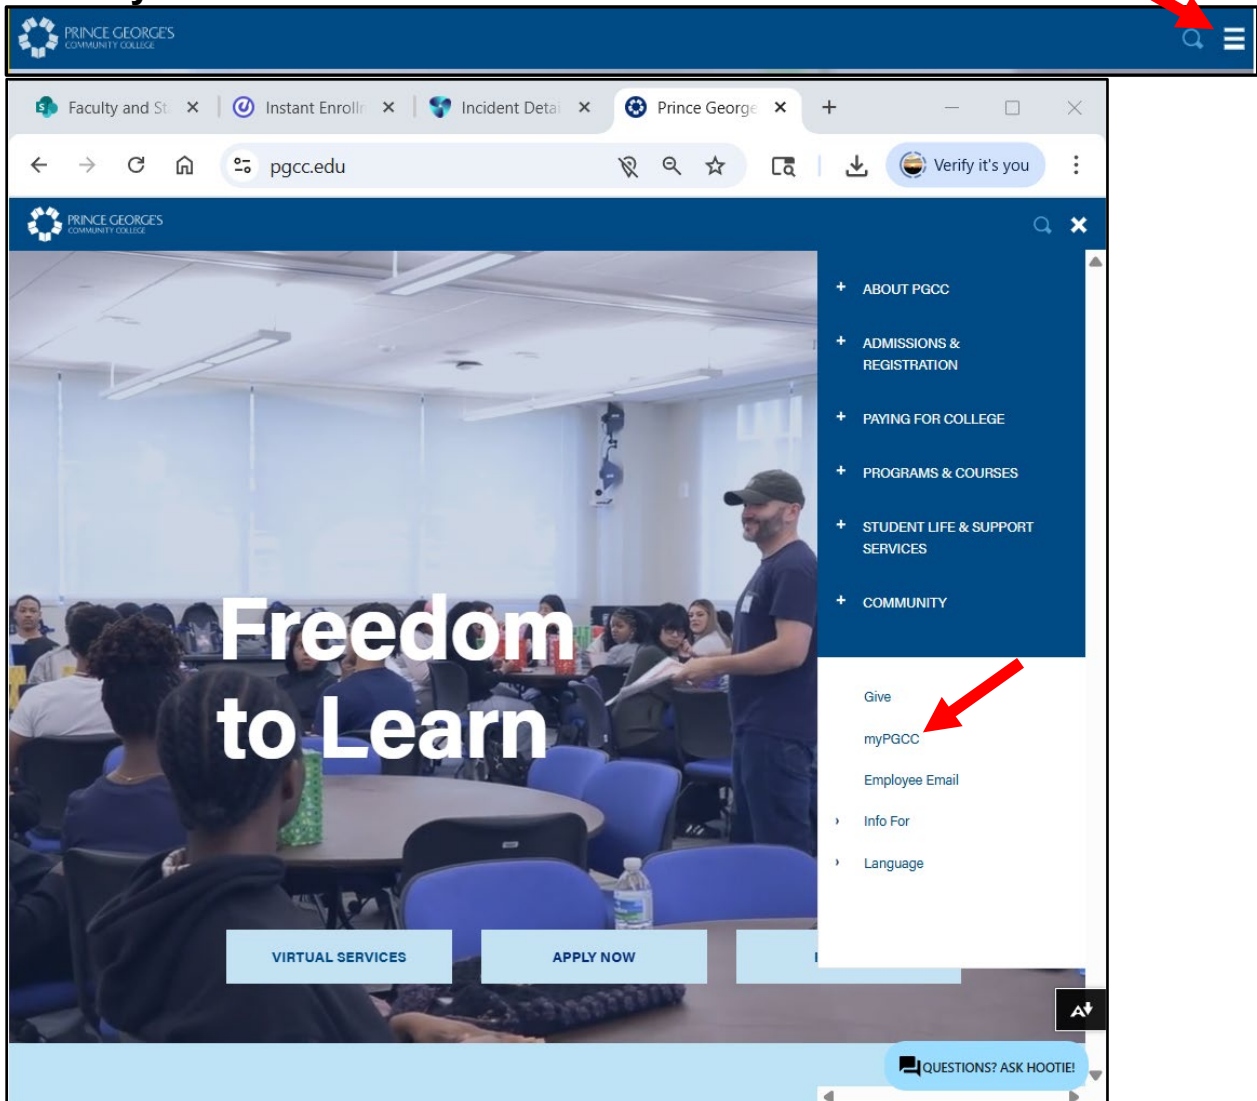 PRINCE GEORGE'S
COMMUNITY COLLEGE
Faculty and St
Instant Enrollr
Incident Detai
Prince George
pgcc.edu
Verify it's you
PRINCE GEORGE'S
COMMUNITY COLLEGE
+ ABOUT PGCC
+ ADMISSIONS &
REGISTRATION
+ PAYING FOR COLLEGE
+ PROGRAMS & COURSES
+ STUDENT LIFE & SUPPORT
SERVICES
+ COMMUNITY
Freedom
to Learn
Give
myPGCC
Employee Email
› Info For
› Language
VIRTUAL SERVICES
APPLY NOW
QUESTIONS? ASK HOOTIE!